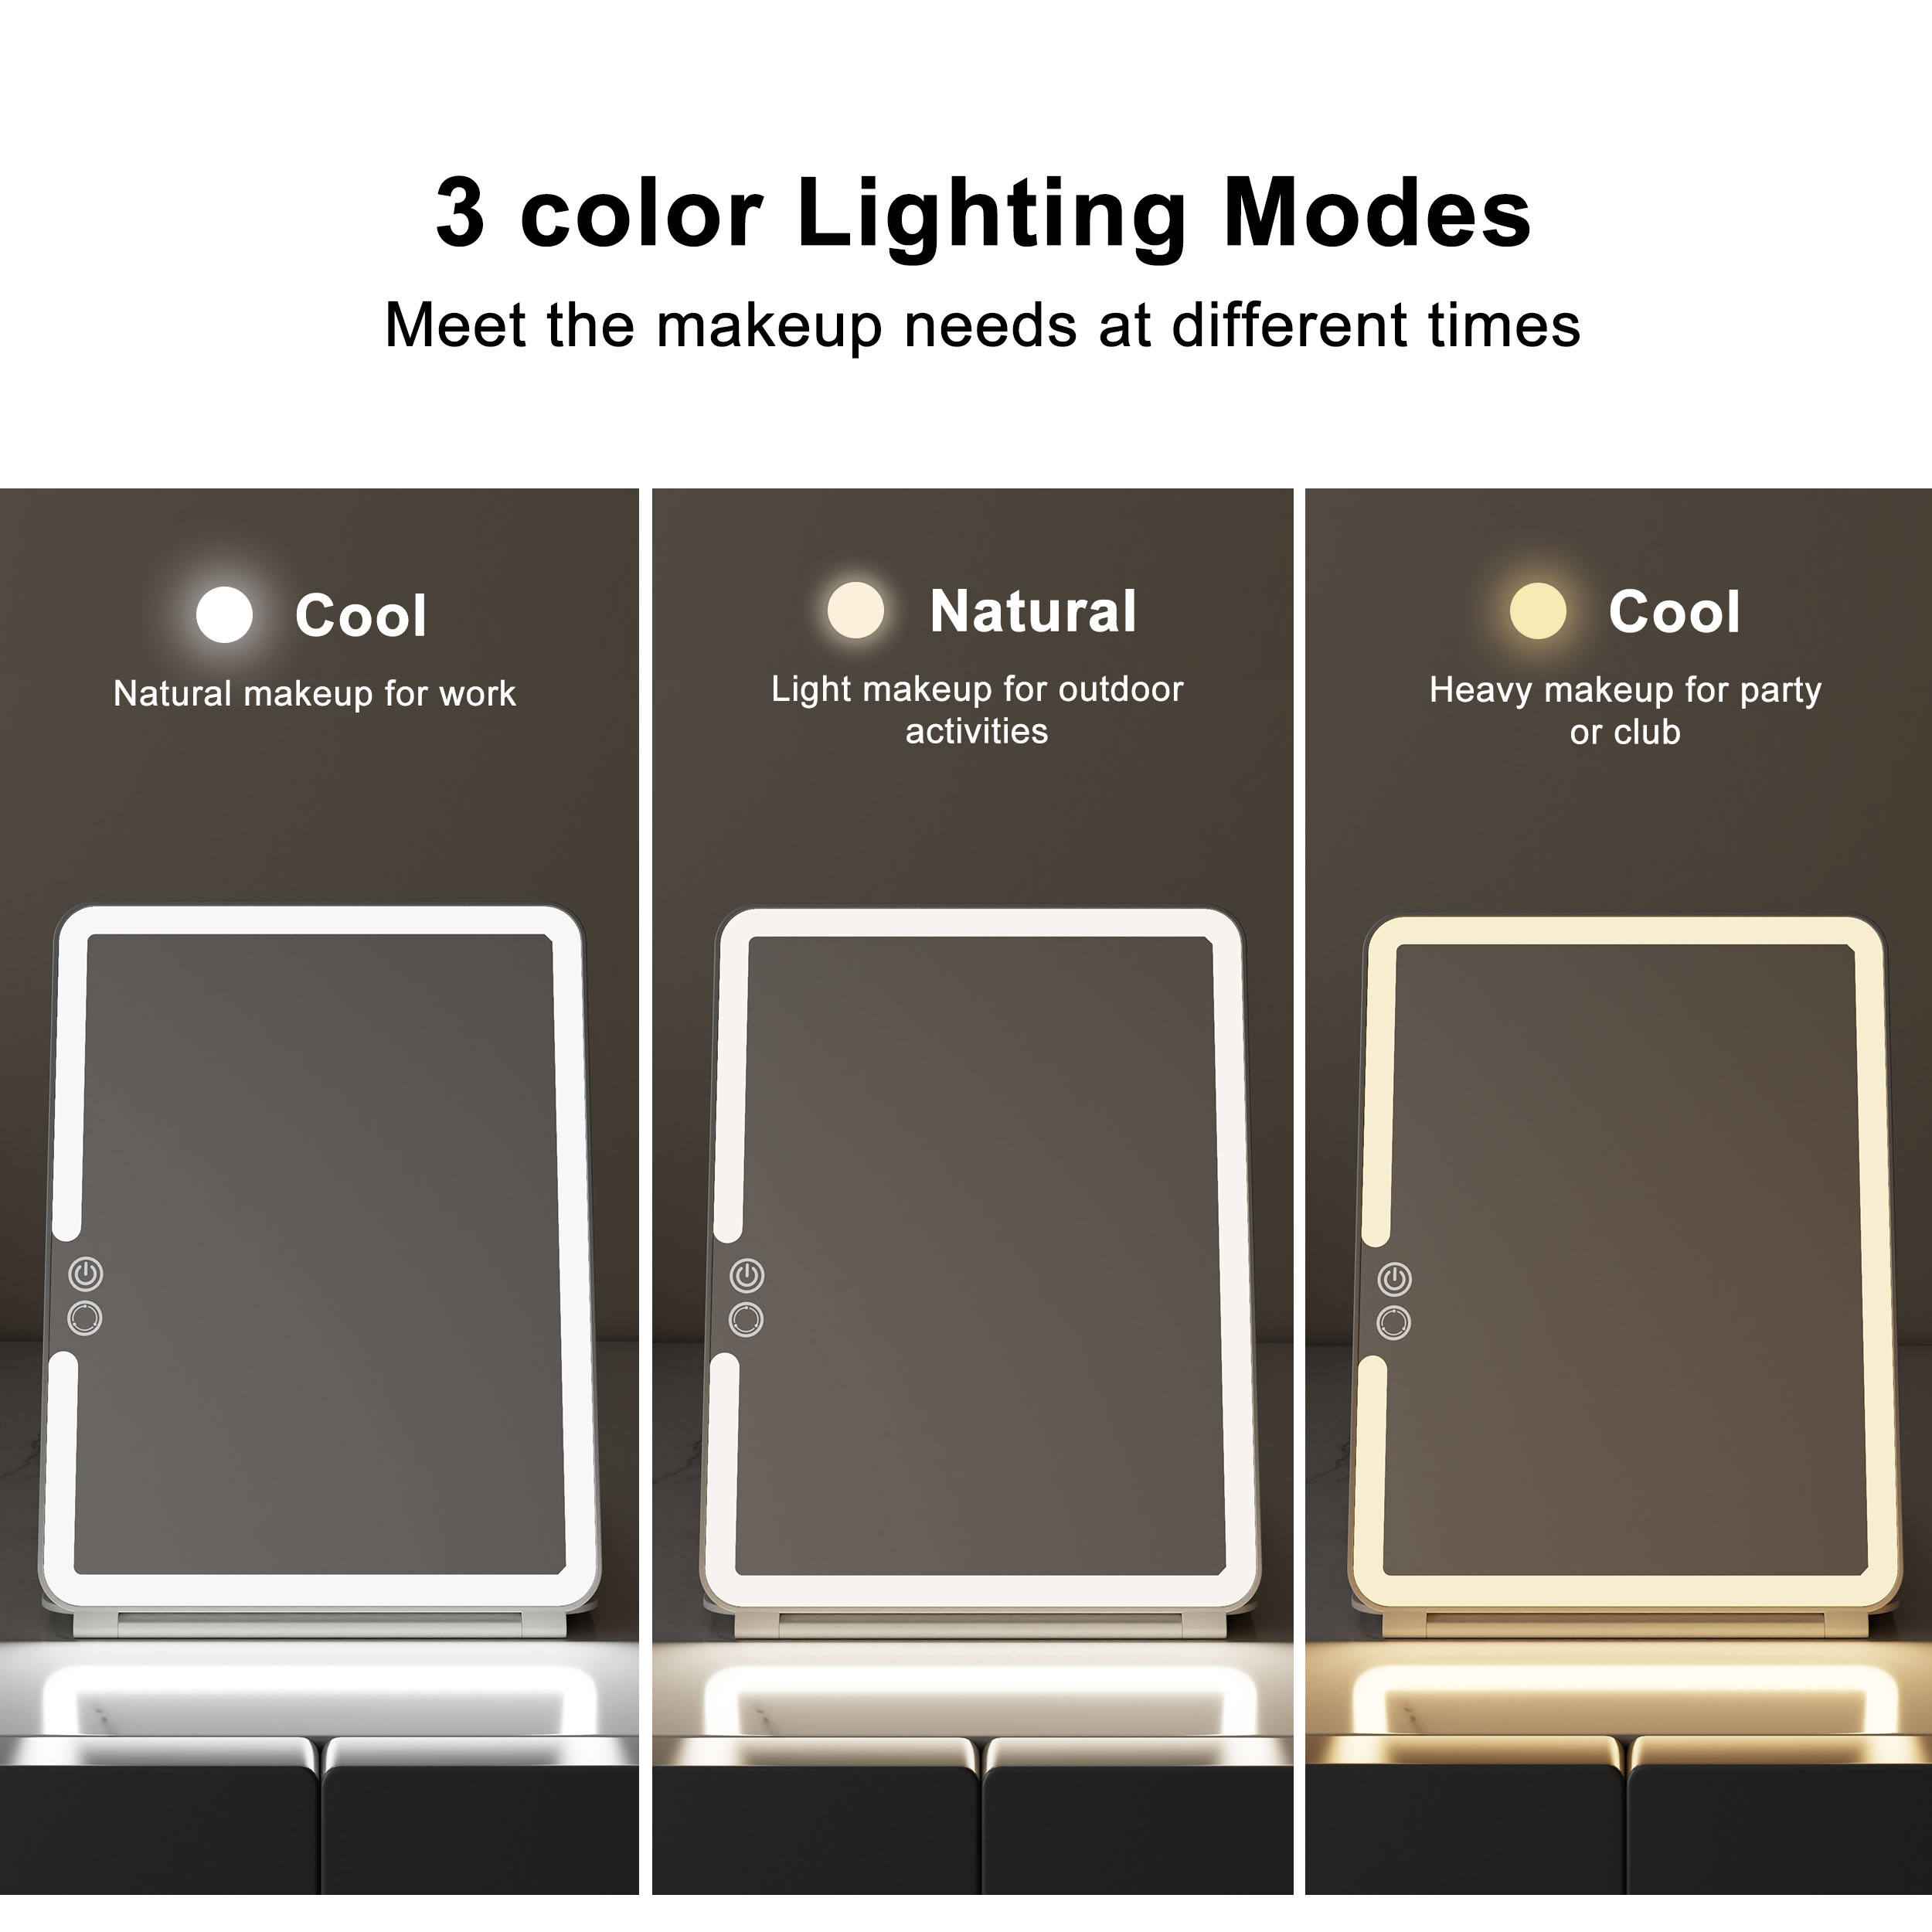 3 color Lighting Modes
Meet the makeup needs at different times
Cool
Natural makeup for work
Natural
Light makeup for outdoor
activities
Cool
Heavy makeup for party
or club